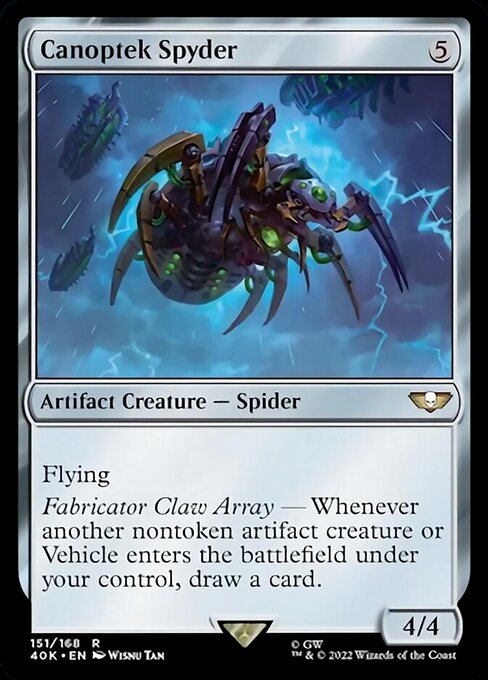 Canoptek Spyder 5
Artifact Creature — Spider
Flying
Fabricator Claw Array — Whenever
another nontoken artifact creature or
Vehicle enters the battlefield under
your control, draw a card.
4/4
151/168 R
40K • EN Wisnu Tan
© GW
™ & © 2022 Wizards of the Coast